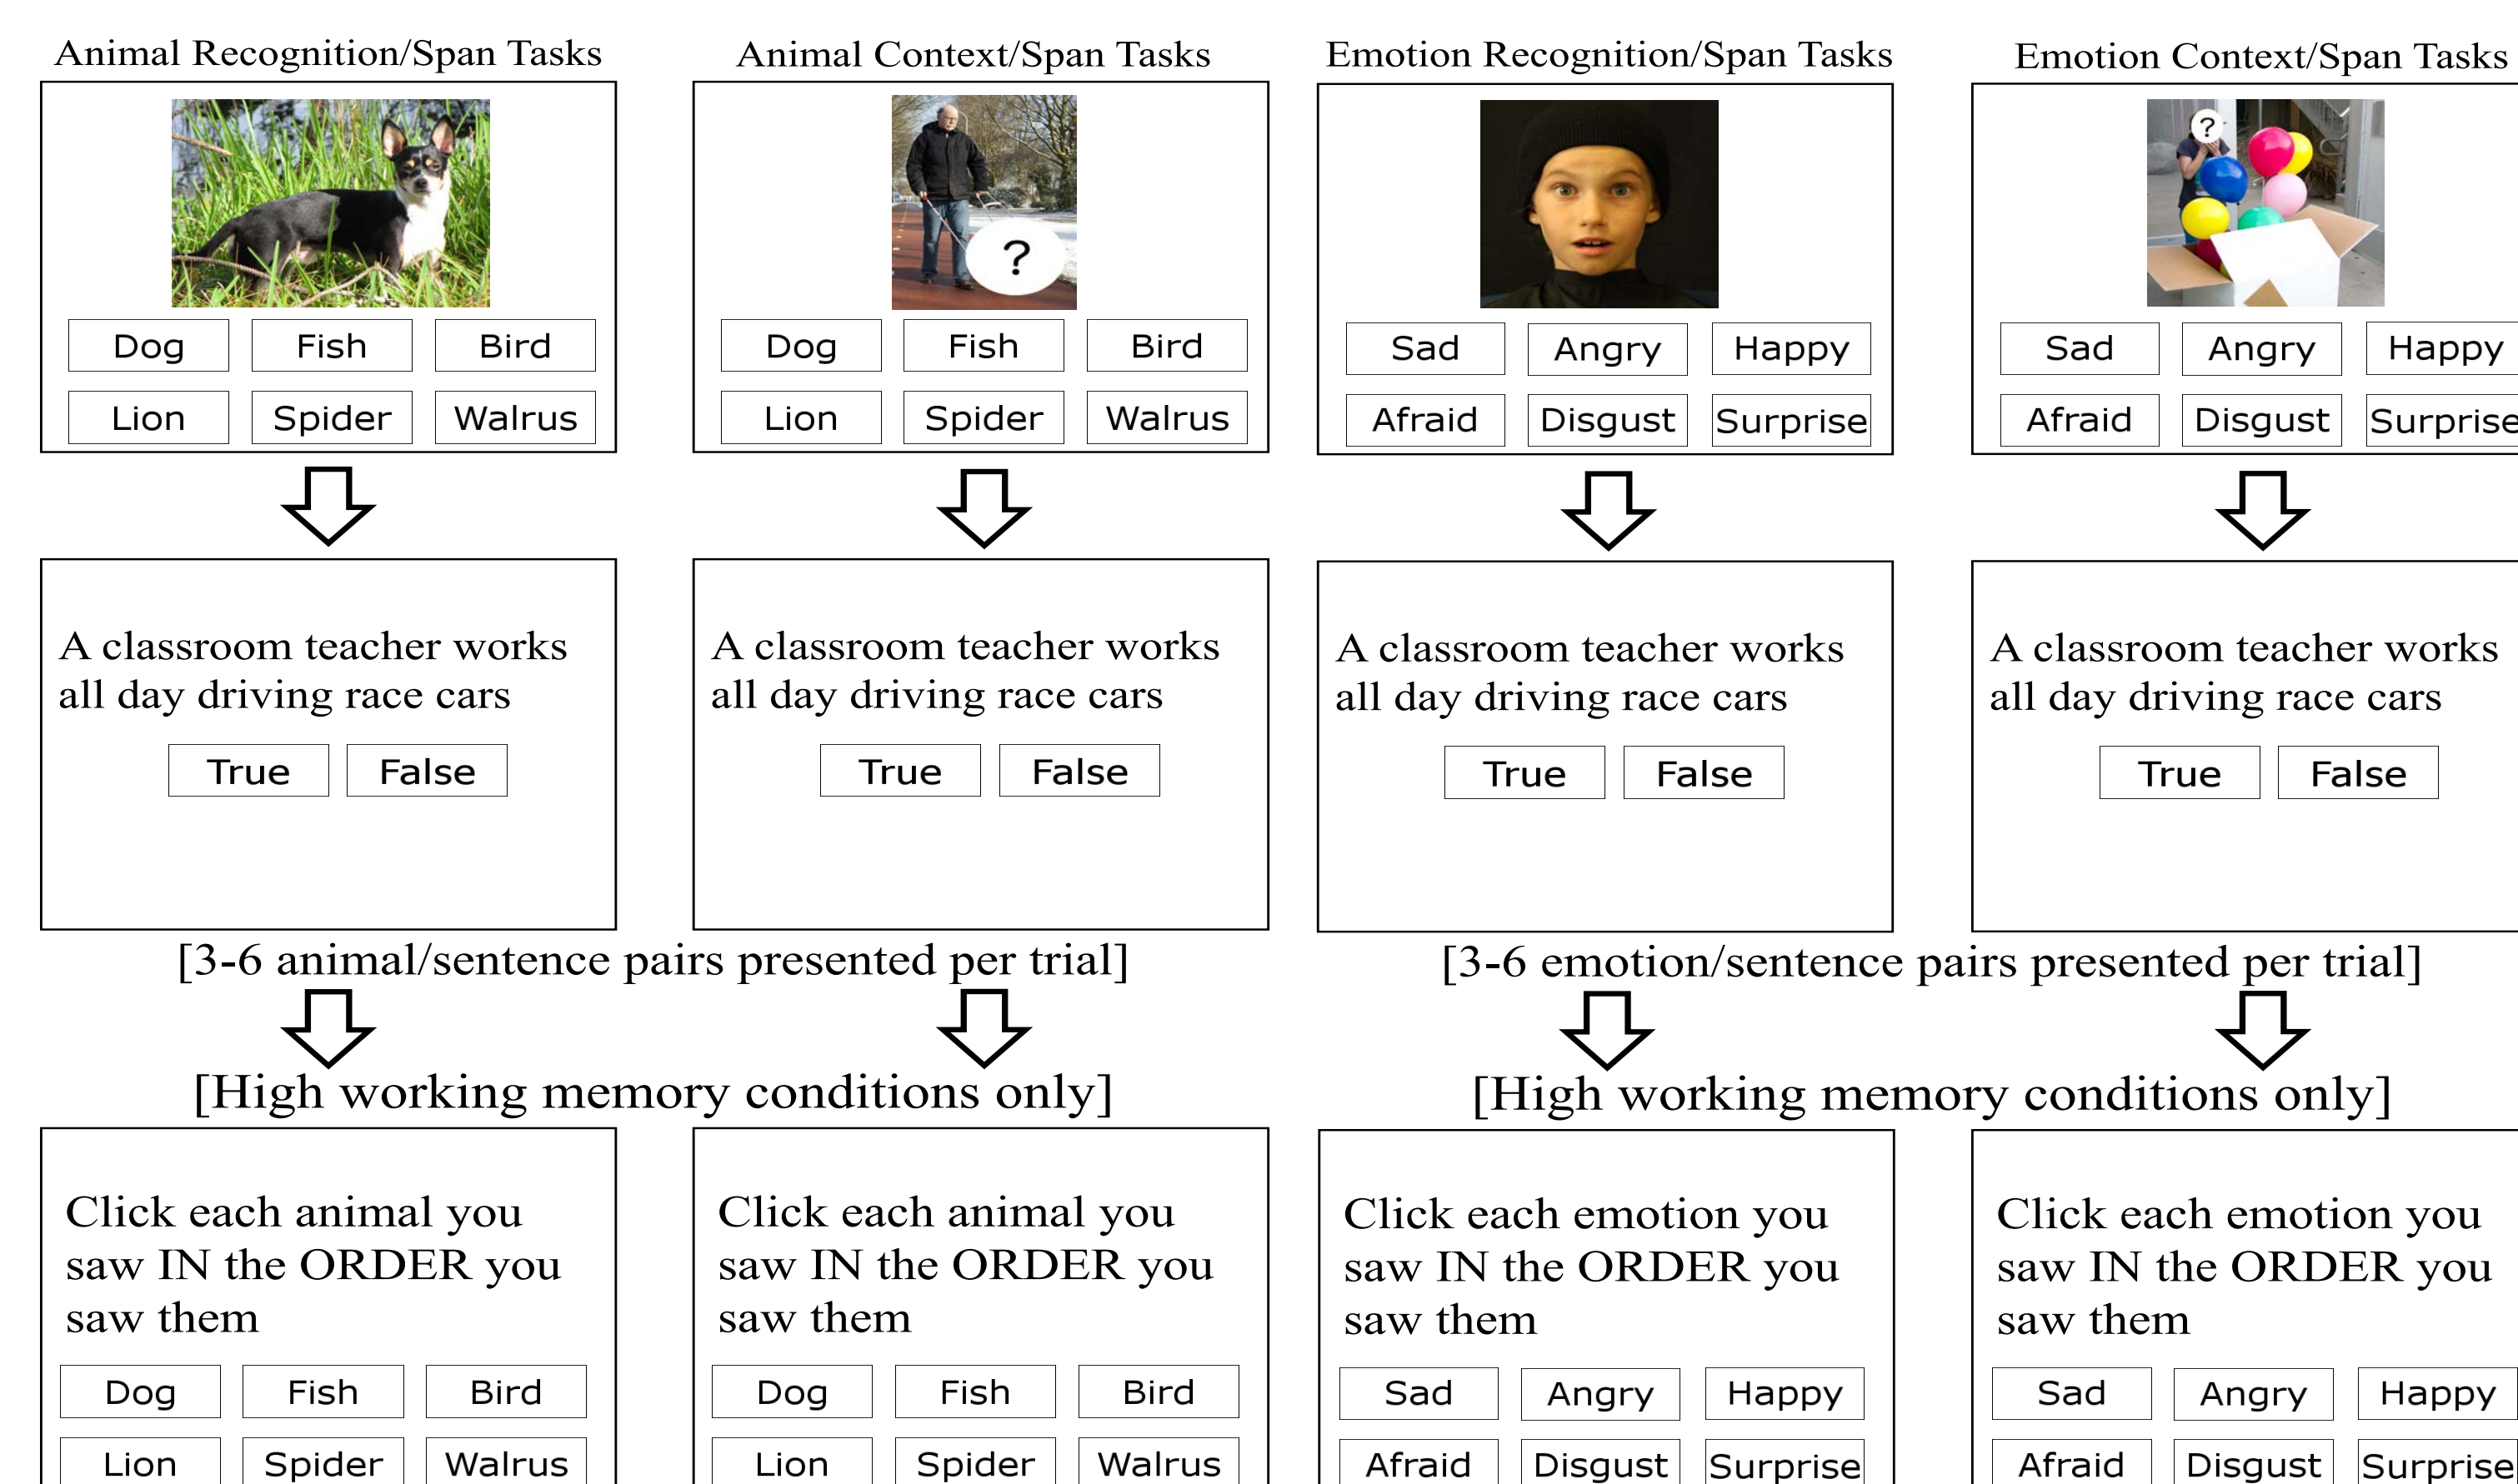 Animal Recognition/Span Tasks
Animal Context/Span Tasks
Emotion Recognition/Span Tasks
Emotion Context/Span Tasks
Dog Fish Bird
Lion Spider Walrus
?
Dog Fish Bird
Lion Spider Walrus
Sad Angry Happy
Afraid Disgust Surprise
?
Sad Angry Happy
Afraid Disgust Surprise
A classroom teacher works
all day driving race cars
True False
A classroom teacher works
all day driving race cars
True False
A classroom teacher works
all day driving race cars
True False
A classroom teacher works
all day driving race cars
True False
[3-6 animal/sentence pairs presented per trial]
[3-6 emotion/sentence pairs presented per trial]
[High working memory conditions only]
[High working memory conditions only]
Click each animal you
saw IN the ORDER you
saw them
Dog Fish Bird
Lion Spider Walrus
Click each animal you
saw IN the ORDER you
saw them
Dog Fish Bird
Lion Spider Walrus
Click each emotion you
saw IN the ORDER you
saw them
Sad Angry Happy
Afraid Disgust Surprise
Click each emotion you
saw IN the ORDER you
saw them
Sad Angry Happy
Afraid Disgust Surprise